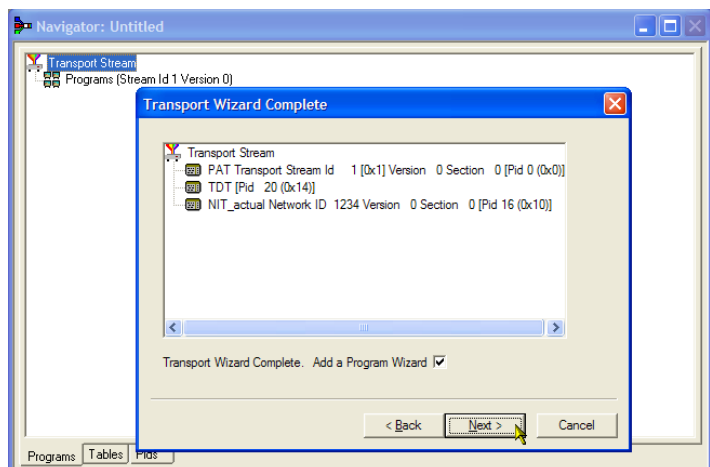 Navigator: Untitled
Transport Stream
Programs (Stream Id 1 Version 0)
Transport Wizard Complete
Transport Stream
PAT Transport Stream Id 1 [0x1] Version 0 Section 0 [Pid 0 (0x0)]
TDT [Pid 20 (0x14)]
NIT_actual Network ID 1234 Version 0 Section 0 [Pid 16 (0x10)]
Transport Wizard Complete. Add a Program Wizard
< Back Next > Cancel
Programs Tables Pids